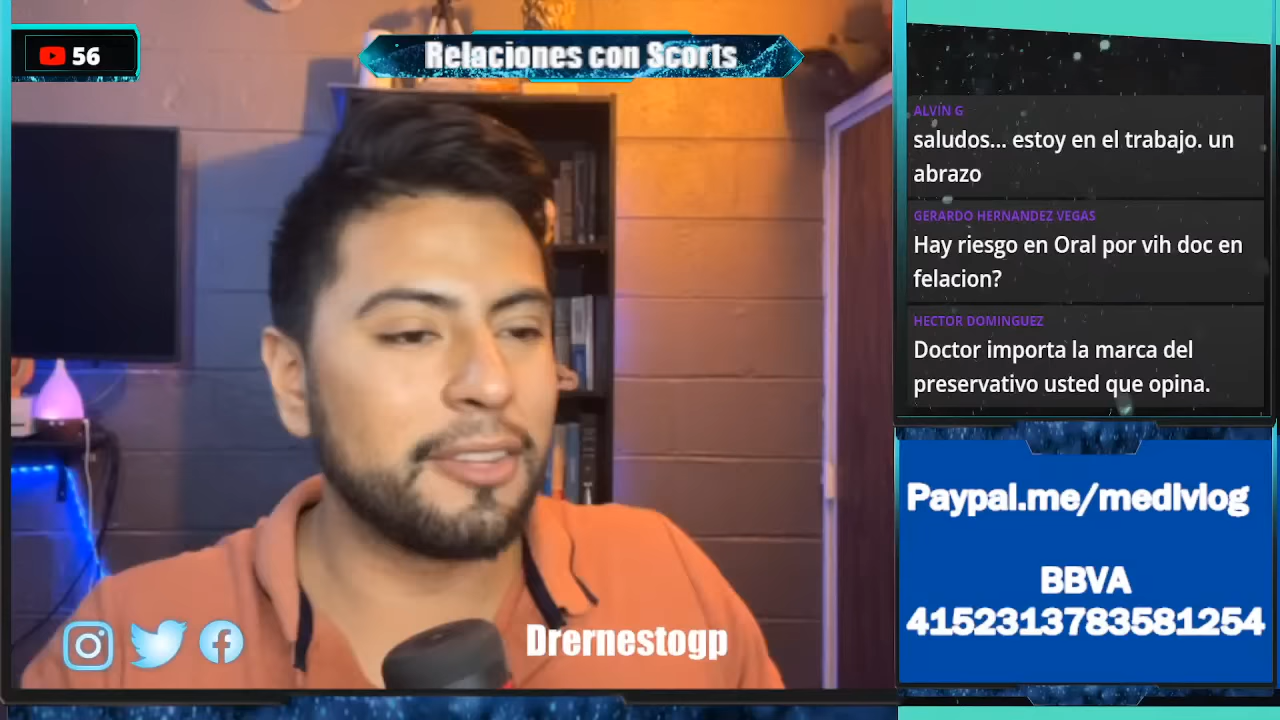 56
Relaciones con Scorts
ALVÍN G
saludos... estoy en el trabajo. un
abrazo
GERARDO HERNANDEZ VEGAS
Hay riesgo en Oral por vih doc en
felacion?
HECTOR DOMINGUEZ
Doctor importa la marca del
preservativo usted que opina.
Paypal.me/medivlog
BBVA
4152313783581254
Drernestogp